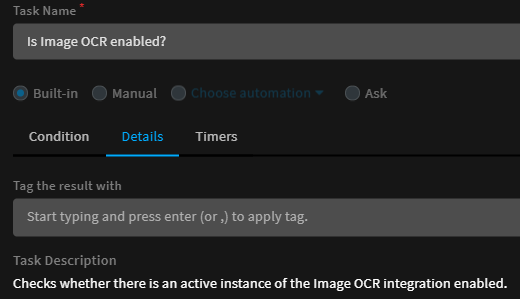 Task Name *
Is Image OCR enabled?
Built-in Manual Choose automation Ask
Condition Details Timers
Tag the result with
Start typing and press enter (or ,) to apply tag.
Task Description
Checks whether there is an active instance of the Image OCR integration enabled.